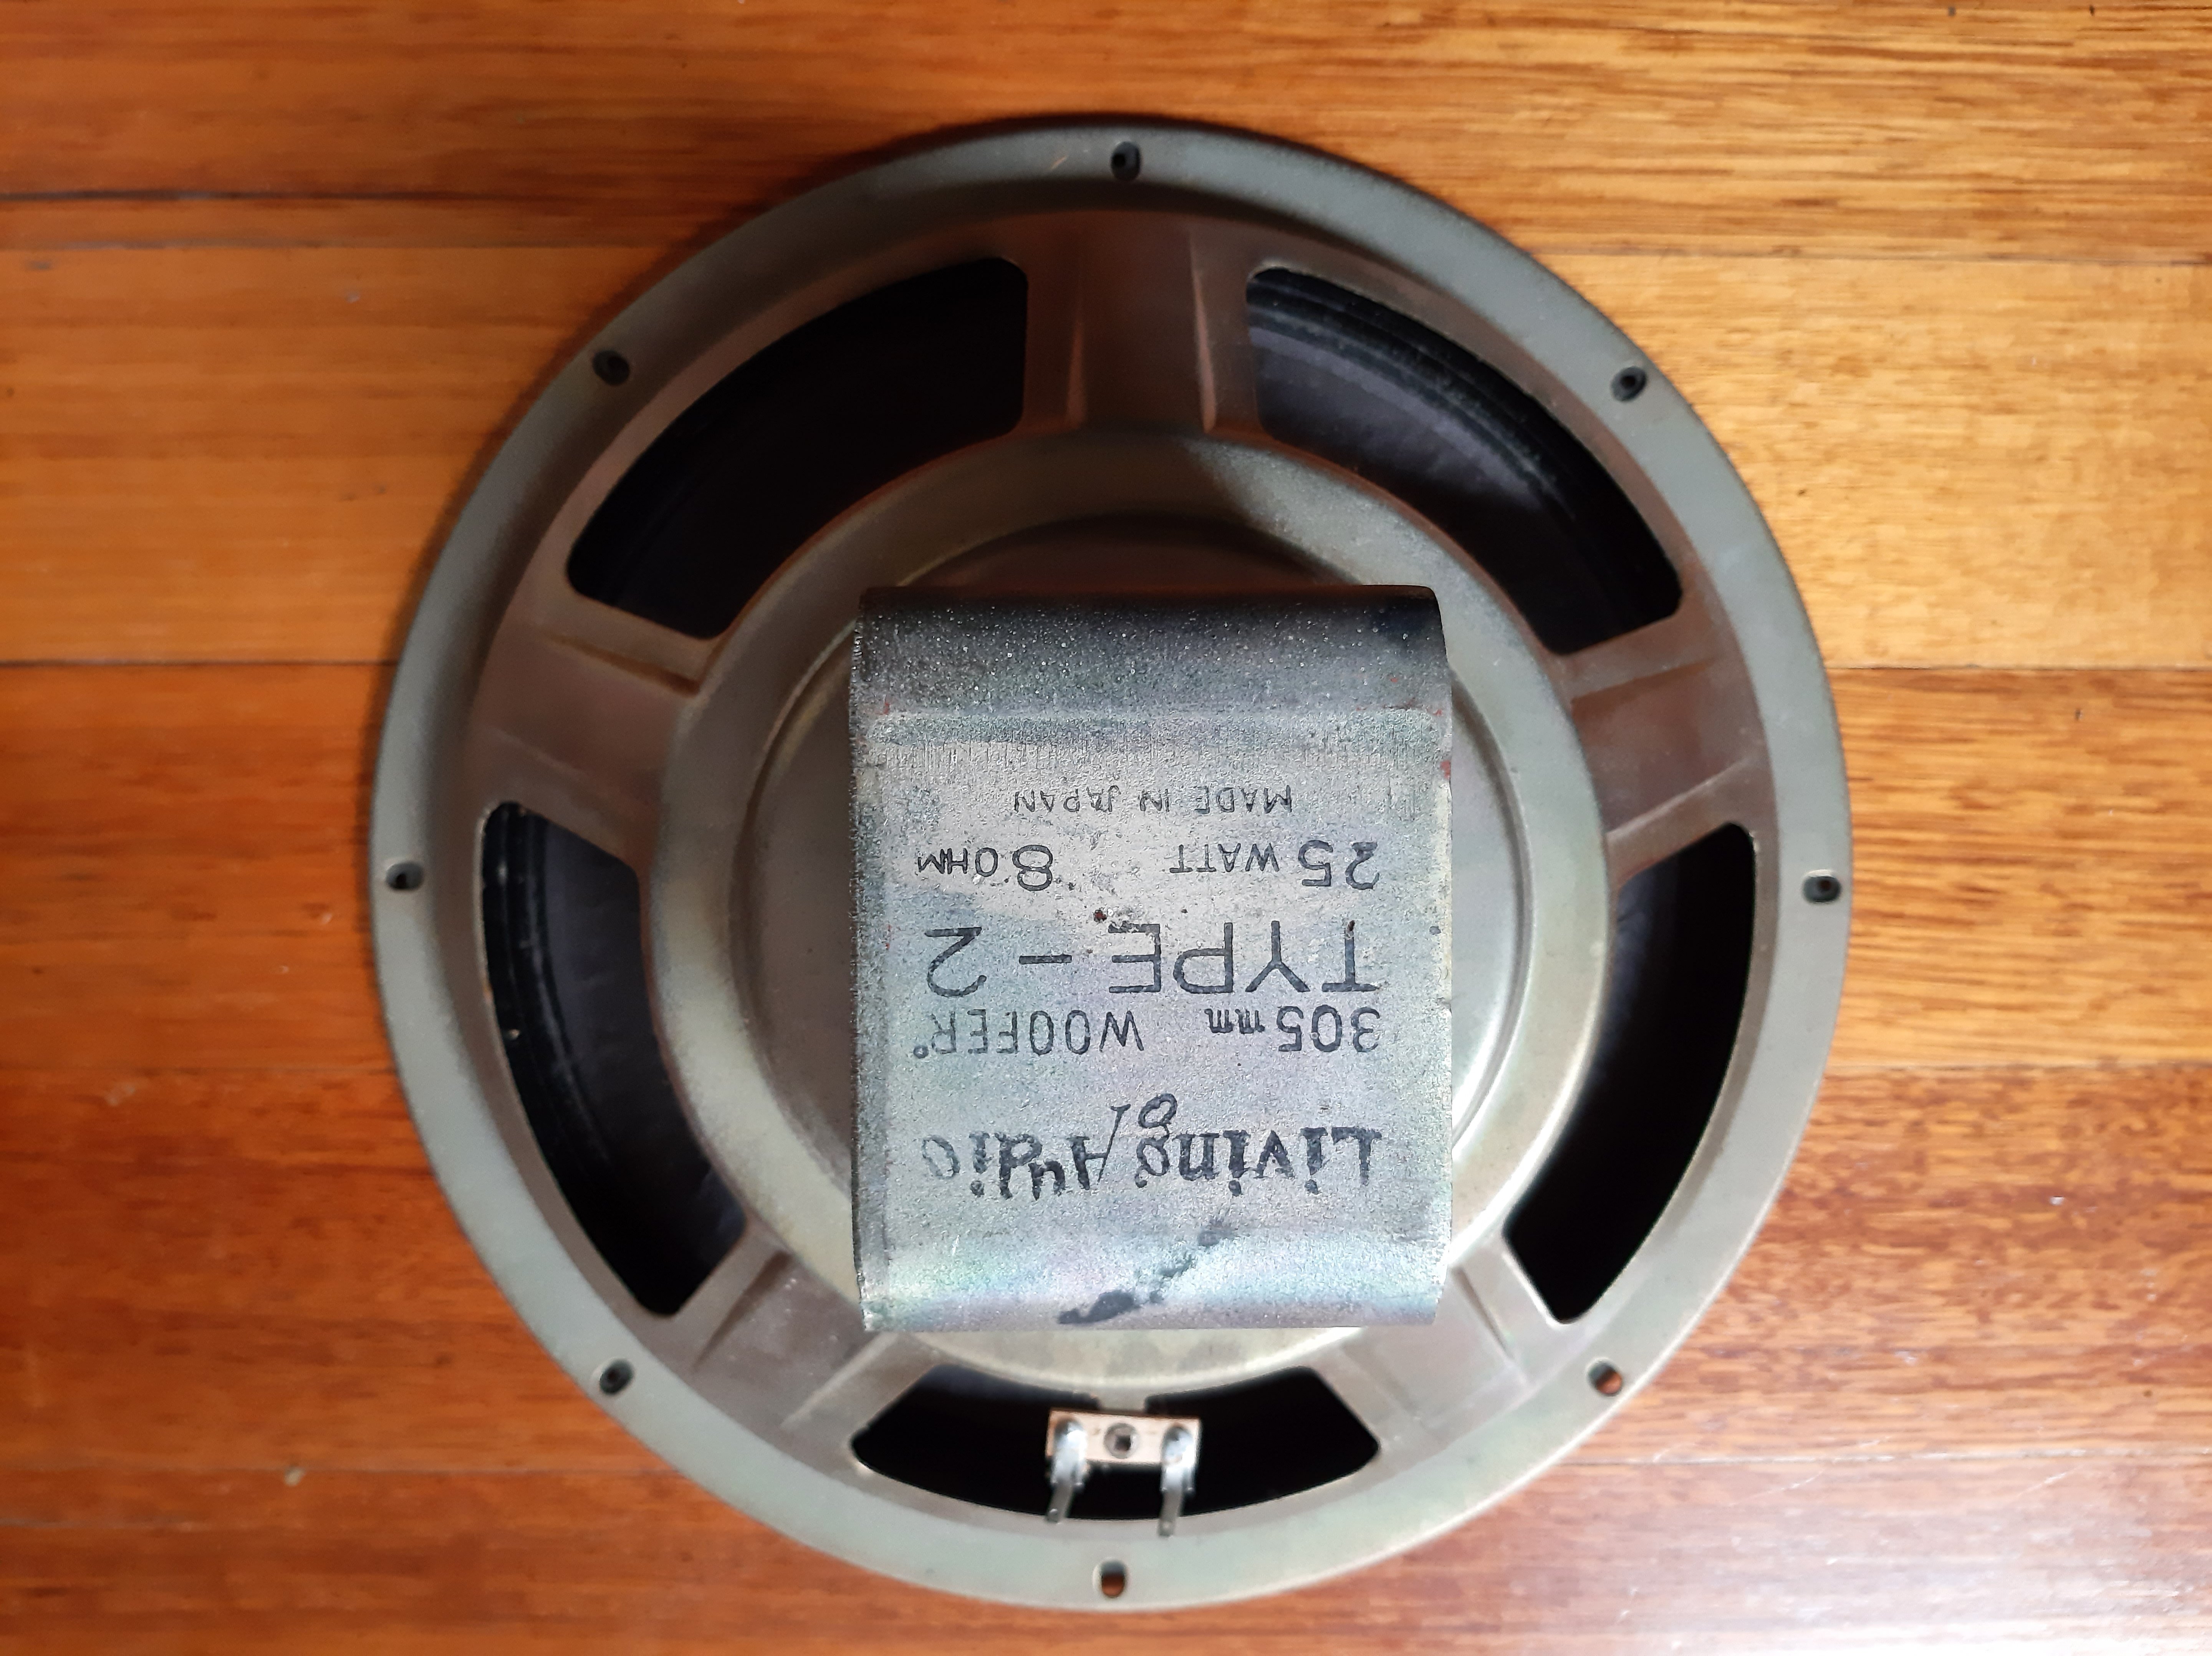 Living Audio
305mm WOOFER
TYPE-2
25 WATT 8 OHM
MADE IN JAPAN